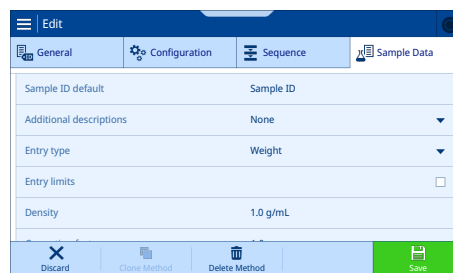 Edit
General Configuration Sequence Sample Data
Sample ID default Sample ID
Additional descriptions None
Entry type Weight
Entry limits
Density 1.0 g/mL
Discard Clone Method Delete Method Save